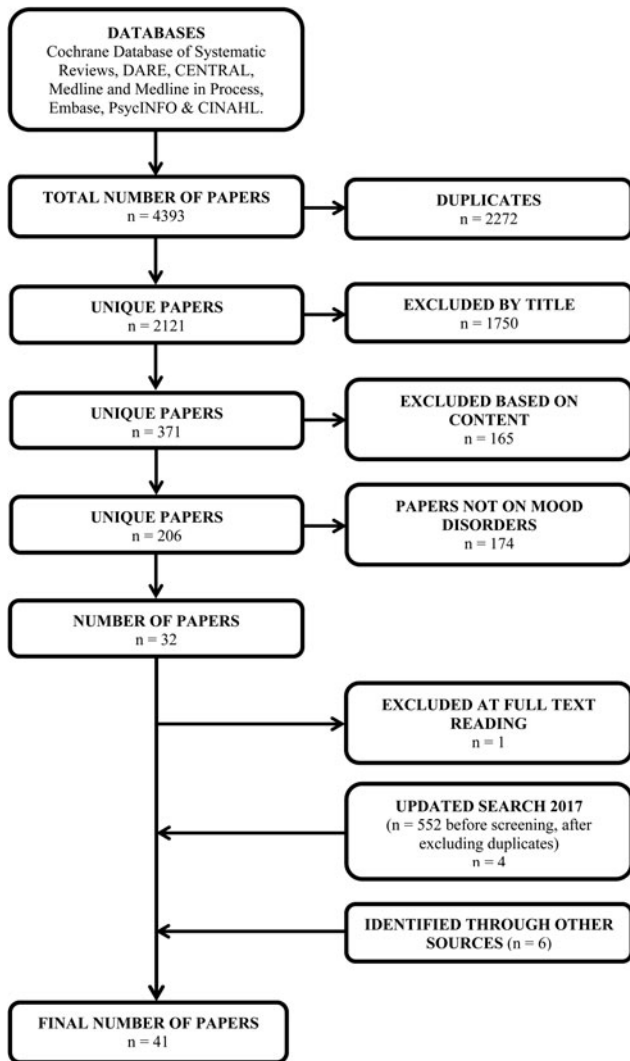 DATABASES
Cochrane Database of Systematic
Reviews, DARE, CENTRAL,
Medline and Medline in Process,
Embase, PsycINFO & CINAHL.
TOTAL NUMBER OF PAPERS
n = 4393
DUPLICATES
n = 2272
UNIQUE PAPERS
n = 2121
EXCLUDED BY TITLE
n = 1750
UNIQUE PAPERS
n = 371
EXCLUDED BASED ON
CONTENT
n = 165
UNIQUE PAPERS
n = 206
PAPERS NOT ON MOOD
DISORDERS
n = 174
NUMBER OF PAPERS
n = 32
EXCLUDED AT FULL TEXT
READING
n = 1
UPDATED SEARCH 2017
(n = 552 before screening, after
excluding duplicates)
n = 4
IDENTIFIED THROUGH OTHER
SOURCES (n = 6)
FINAL NUMBER OF PAPERS
n = 41